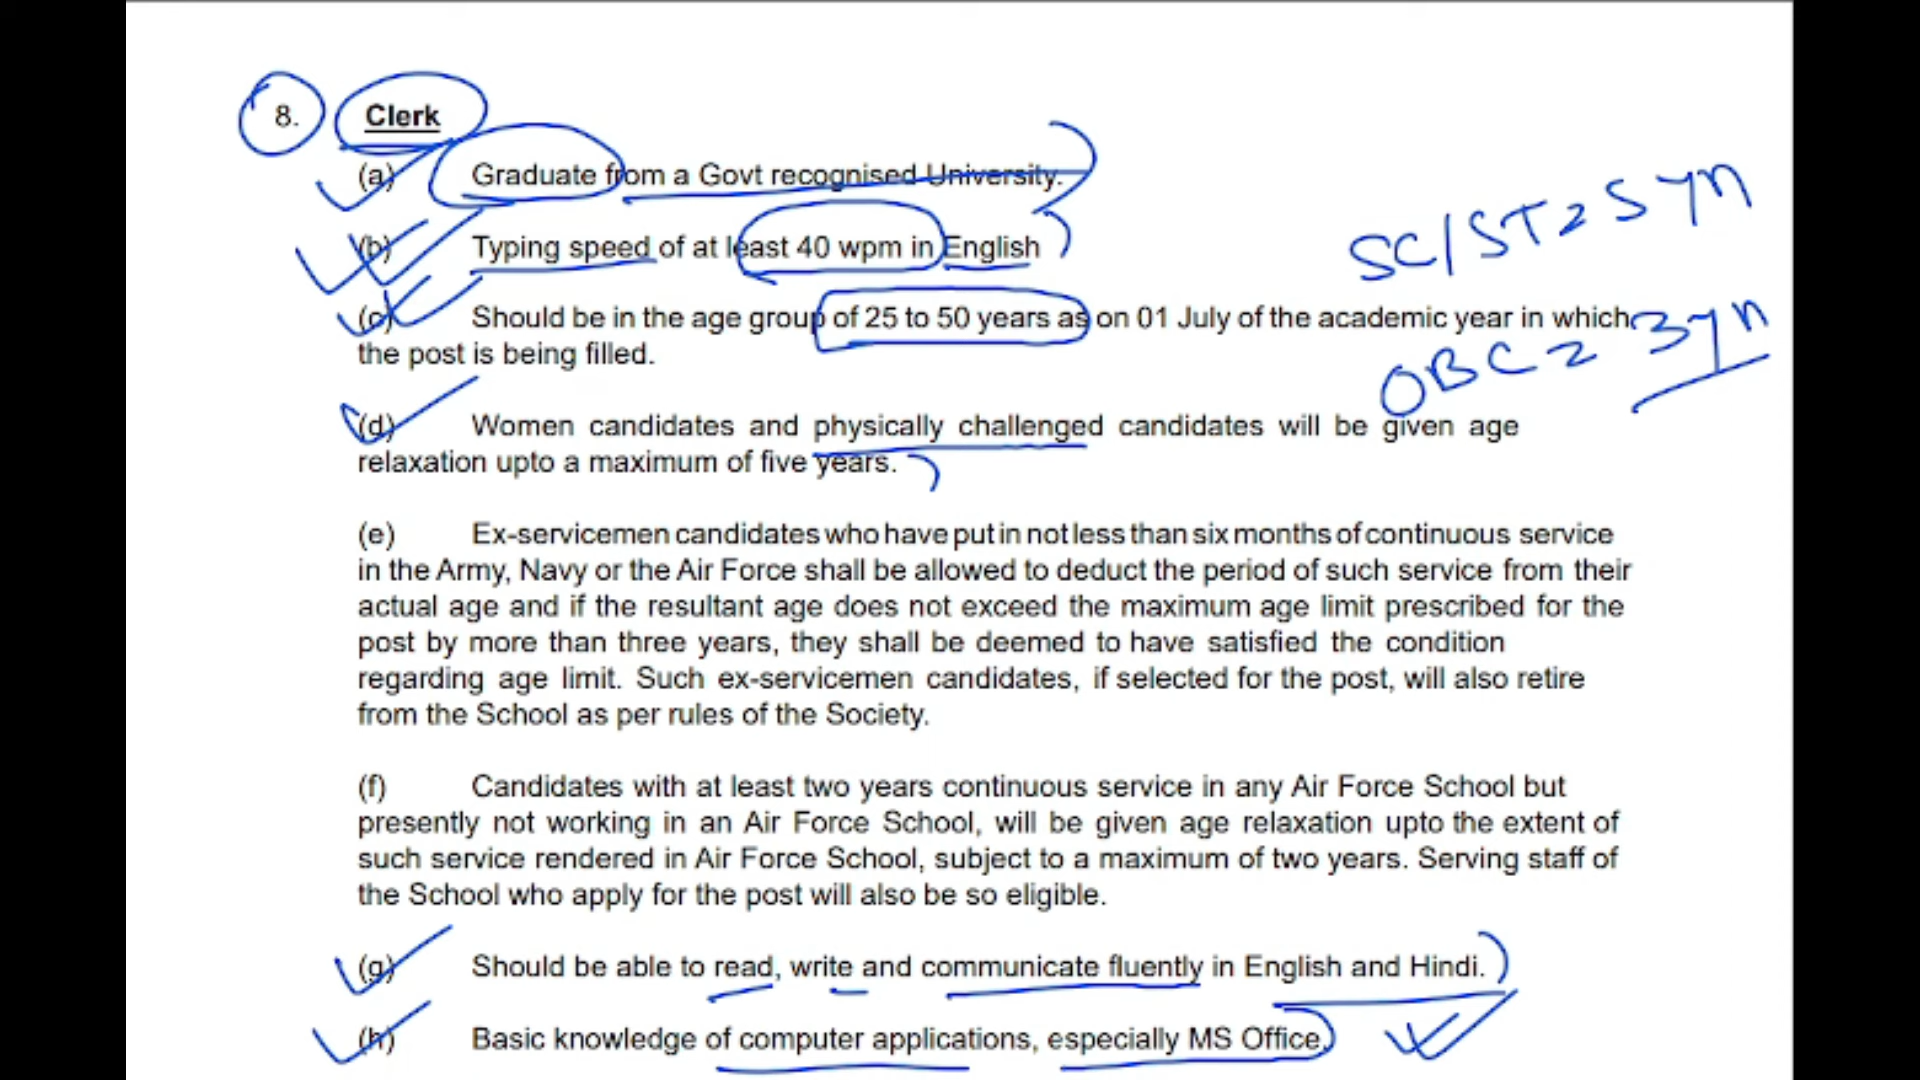 8. Clerk
(a) Graduate from a Govt recognised University.
(b) Typing speed of at least 40 wpm in English
SC/ST = 5 yn
(c) Should be in the age group of 25 to 50 years as on 01 July of the academic year in which
the post is being filled.
OBC = 3yn
(d) Women candidates and physically challenged candidates will be given age
relaxation upto a maximum of five years.
(e) Ex-servicemen candidates who have put in not less than six months of continuous service
in the Army, Navy or the Air Force shall be allowed to deduct the period of such service from their
actual age and if the resultant age does not exceed the maximum age limit prescribed for the
post by more than three years, they shall be deemed to have satisfied the condition
regarding age limit. Such ex-servicemen candidates, if selected for the post, will also retire
from the School as per rules of the Society.
(f) Candidates with at least two years continuous service in any Air Force School but
presently not working in an Air Force School, will be given age relaxation upto the extent of
such service rendered in Air Force School, subject to a maximum of two years. Serving staff of
the School who apply for the post will also be so eligible.
(g) Should be able to read, write and communicate fluently in English and Hindi.
(h) Basic knowledge of computer applications, especially MS Office.